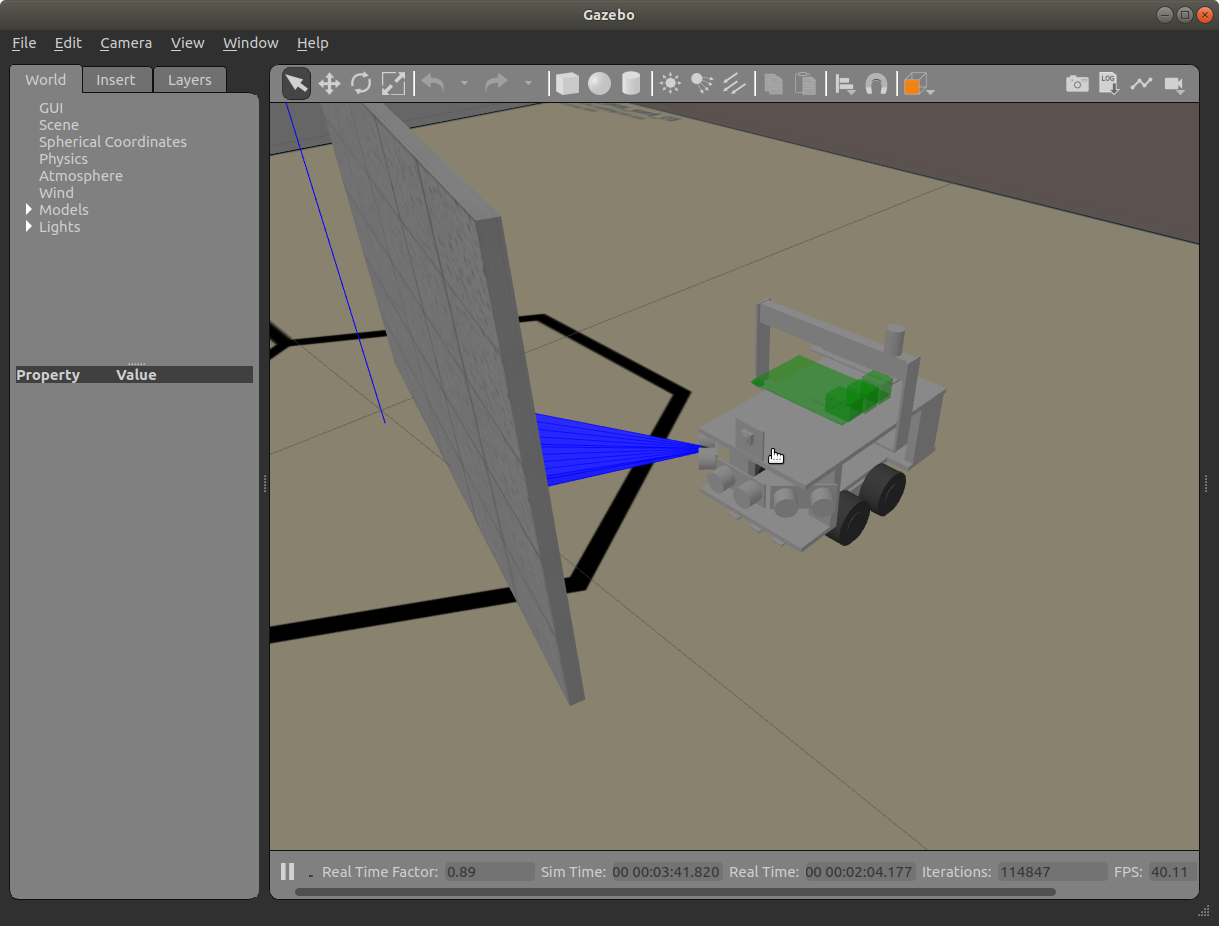 Gazebo
File Edit Camera View Window Help
World Insert Layers
GUI
Scene
Spherical Coordinates
Physics
Atmosphere
Wind
Models
Lights
Property Value
LOG
Real Time Factor: 0.89 Sim Time: 00 00:03:41.820 Real Time: 00 00:02:04.177 Iterations: 114847 FPS: 40.11